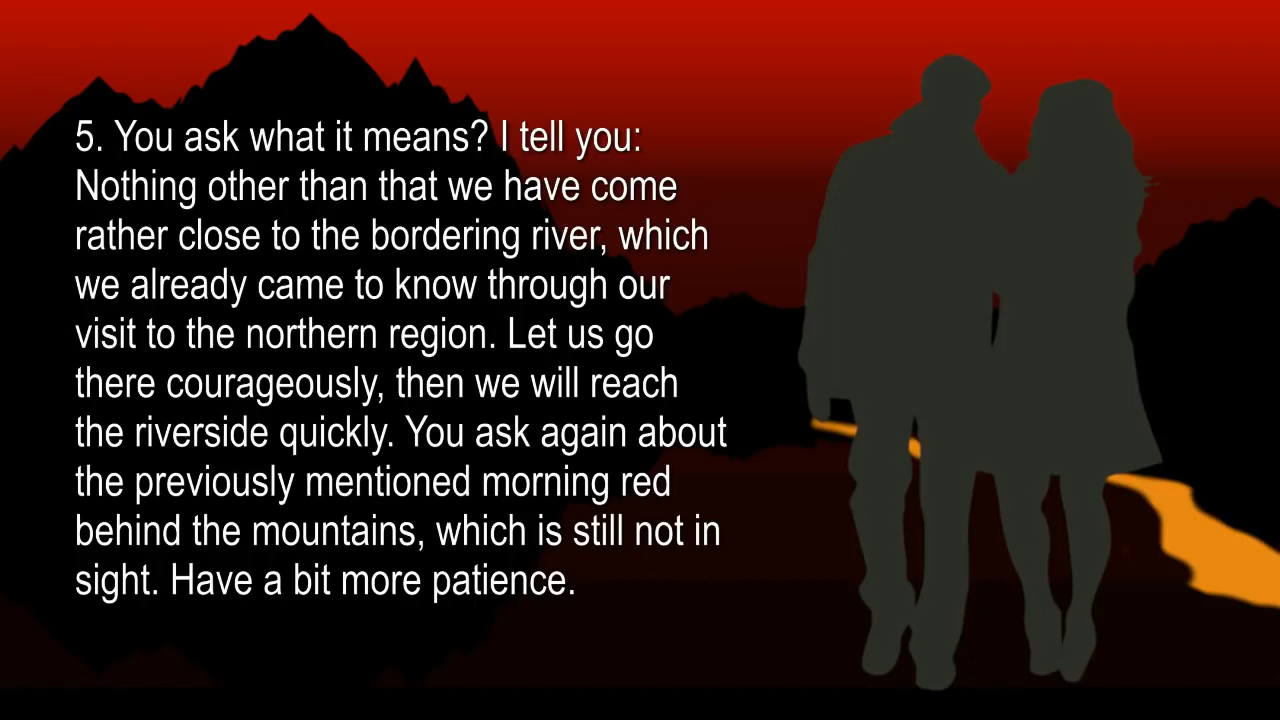 5. You ask what it means? I tell you:
Nothing other than that we have come
rather close to the bordering river, which
we already came to know through our
visit to the northern region. Let us go
there courageously, then we will reach
the riverside quickly. You ask again about
the previously mentioned morning red
behind the mountains, which is still not in
sight. Have a bit more patience.